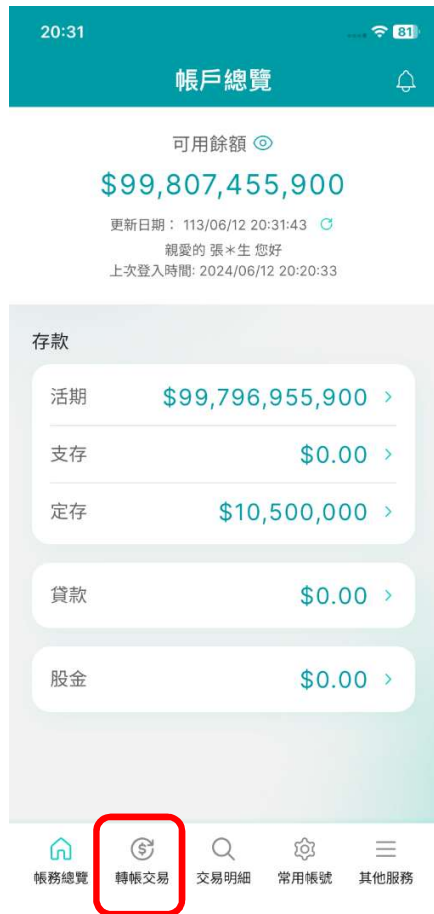 20:31
81
帳戶總覽
可用餘額
$99,807,455,900
更新日期： 113/06/12 20:31:43
親愛的 張＊生 您好
上次登入時間: 2024/06/12 20:20:33
存款
活期 $99,796,955,900
支存 $0.00
定存 $10,500,000
貸款 $0.00
股金 $0.00
帳務總覽 轉帳交易 交易明細 常用帳號 其他服務